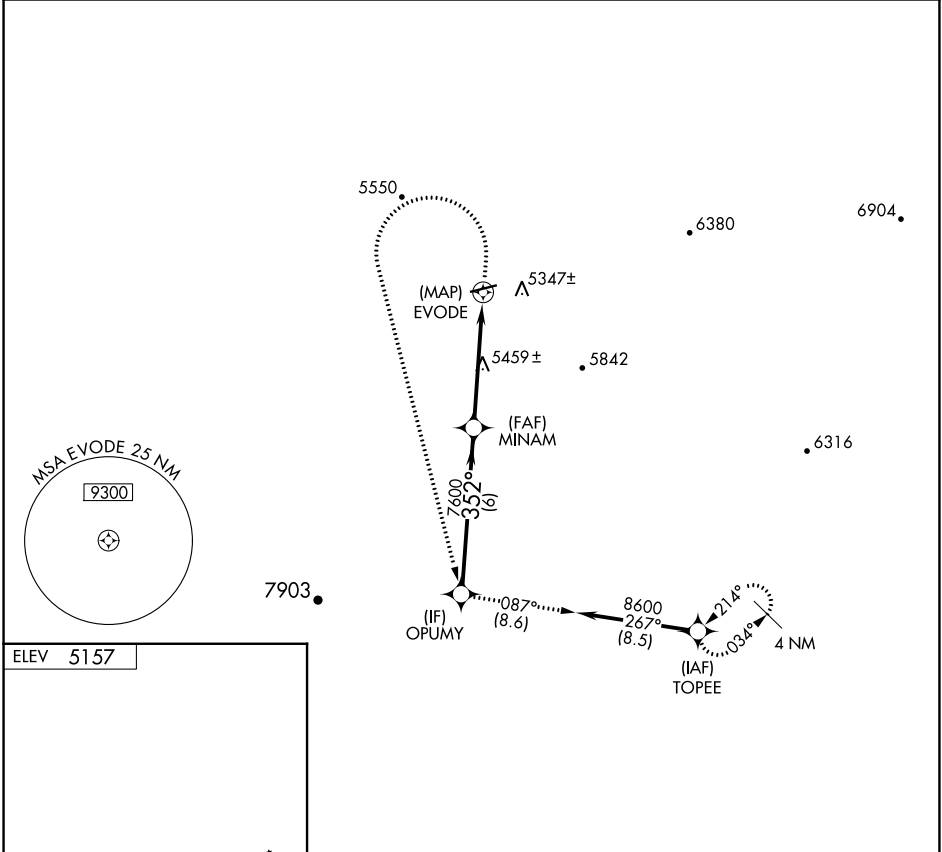 5550
6380
6904
(MAP)
EVODE
5347±
5459±
5842
(FAF)
MINAM
6316
MSA EVODE 25 NM
9300
7600
352°
(6)
7903
(IF)
OPUMY
087°
(8.6)
8600
267°
(8.5)
214°
034°
4 NM
(IAF)
TOPEE
ELEV 5157